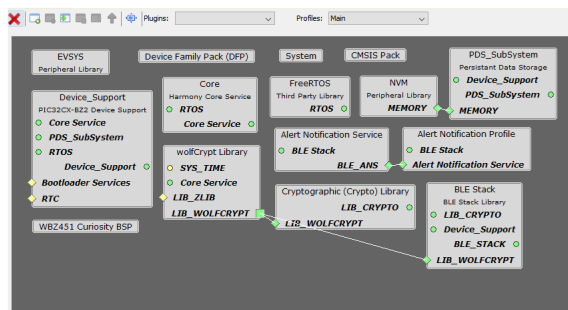 Plugins:
Profiles: Main
EVSYS
Peripheral Library
Device Family Pack (DFP)
System
CMSIS Pack
PDS_SubSystem
Persistant Data Storage
Device_Support
PDS_SubSystem
MEMORY
Device_Support
PIC32CX-BZ2 Device Support
Core Service
PDS_SubSystem
RTOS
Device_Support
Bootloader Services
RTC
Core
Harmony Core Service
RTOS
Core Service
FreeRTOS
Third Party Library
RTOS
NVM
Peripheral Library
MEMORY
Alert Notification Service
BLE Stack
BLE_ANS
Alert Notification Profile
BLE Stack
Alert Notification Service
wolfCrypt Library
SYS_TIME
Core Service
LIB_ZLIB
LIB_WOLFCRYPT
Cryptographic (Crypto) Library
LIB_CRYPTO
LIB_WOLFCRYPT
BLE Stack
BLE Stack Library
LIB_CRYPTO
Device_Support
BLE_STACK
LIB_WOLFCRYPT
WBZ451 Curiosity BSP